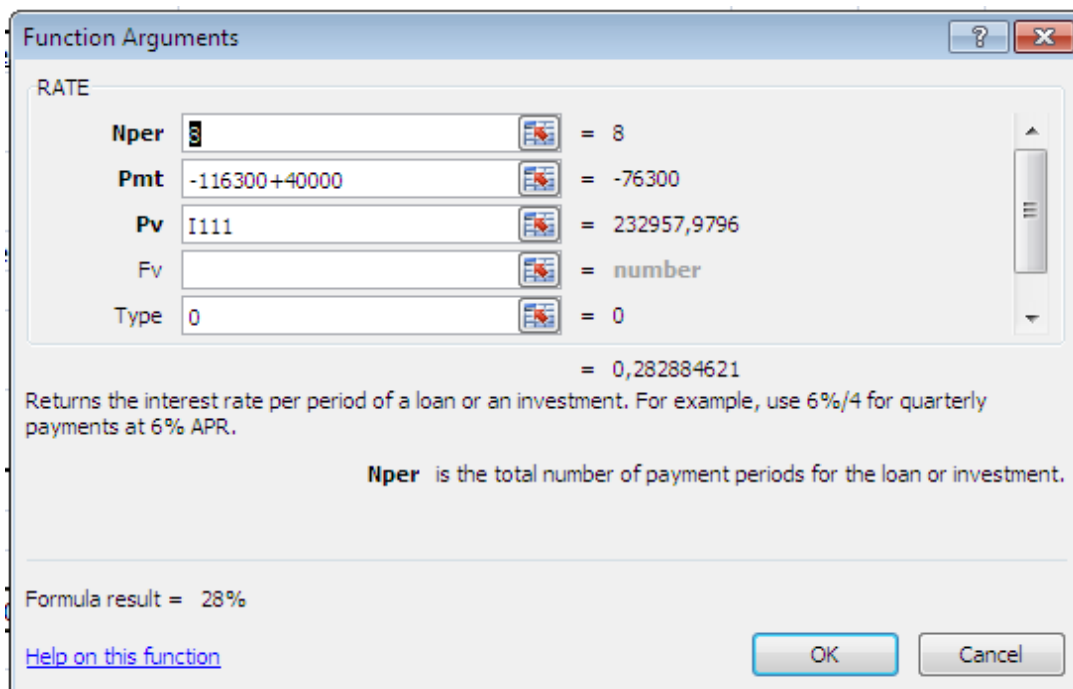 Function Arguments
RATE
Nper 8 = 8
Pmt -116300+40000 = -76300
Pv I111 = 232957,9796
Fv = number
Type 0 = 0
= 0,282884621
Returns the interest rate per period of a loan or an investment. For example, use 6%/4 for quarterly
payments at 6% APR.
Nper is the total number of payment periods for the loan or investment.
Formula result = 28%
Help on this function
OK Cancel